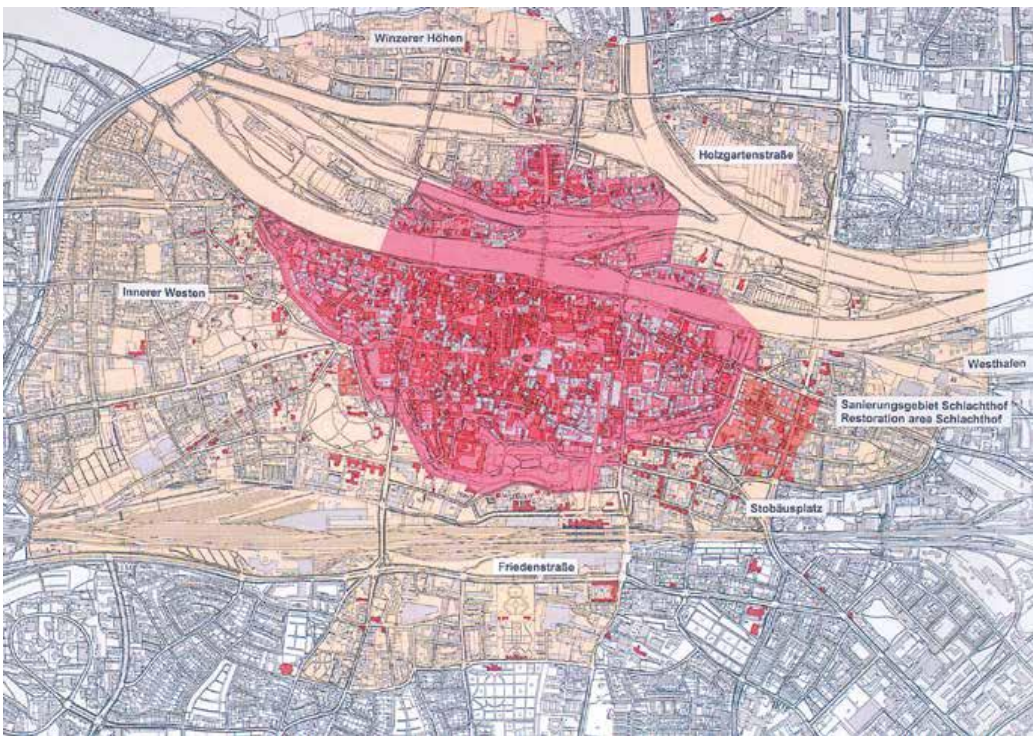 Winzerer Höhen
Holzgartenstraße
Innerer Westen
Westhafen
Sanierungsgebiet Schlachthof
Restoration area Schlachthof
Stobäusplatz
Friedenstraße